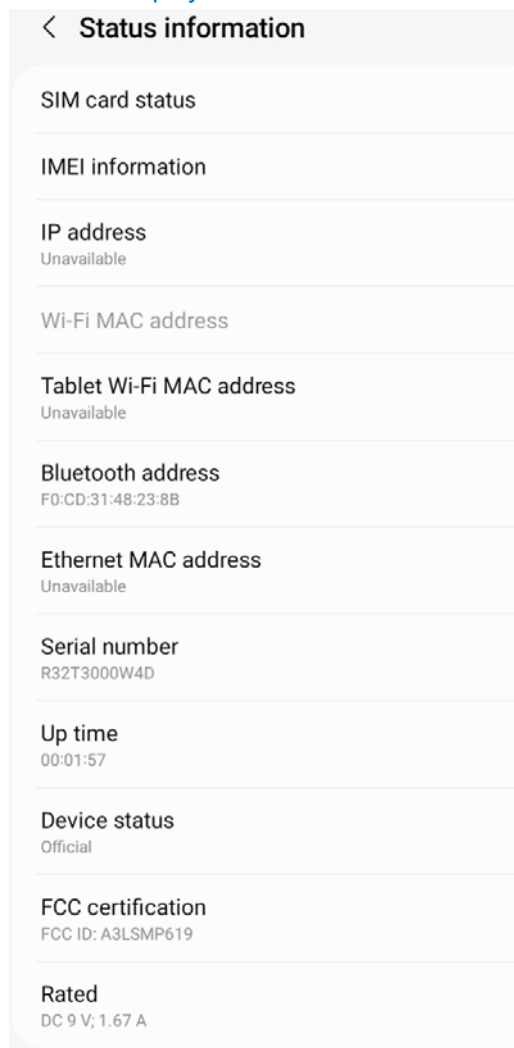 Status information
SIM card status
IMEI information
IP address
Unavailable
Wi-Fi MAC address
Tablet Wi-Fi MAC address
Unavailable
Bluetooth address
F0:CD:31:48:23:8B
Ethernet MAC address
Unavailable
Serial number
R32T3000W4D
Up time
00:01:57
Device status
Official
FCC certification
FCC ID: A3LSMP619
Rated
DC 9 V; 1.67 A